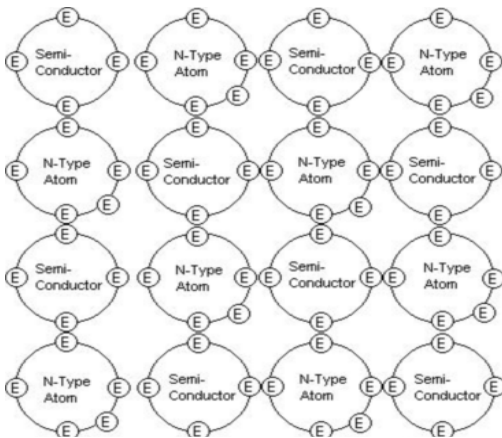 E E E E
Semi- N-Type Semi- N-Type
E Conductor E E Atom E E Conductor E E Atom E
E E
E E E E
E E E E
N-Type Semi- N-Type Semi-
E Atom E E Conductor E E Atom E E Conductor E
E E
E E E E
E E E E
Semi- N-Type Semi- N-Type
E Conductor E E Atom E E Conductor E E Atom E
E E
E E E E
E E E E
N-Type Semi- N-Type Semi-
E Atom E E Conductor E E Atom E E Conductor E
E E
E E E E